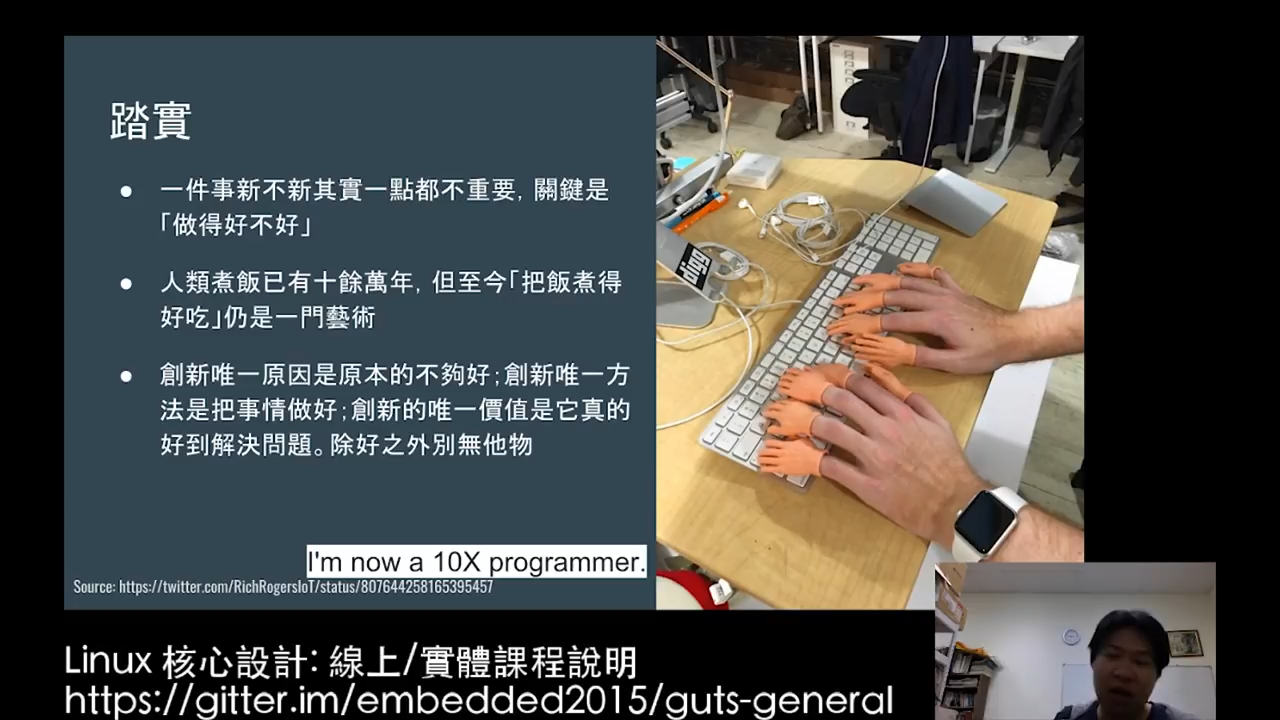 踏實
● 一件事新不新其實一點都不重要，關鍵是
「做得好不好」
● 人類煮飯已有十餘萬年，但至今「把飯煮得
好吃」仍是一門藝術
● 創新唯一原因是原本的不夠好；創新唯一方
法是把事情做好；創新的唯一價值是它真的
好到解決問題。除好之外別無他物
I'm now a 10X programmer.
Source: https://twitter.com/RichRogersIoT/status/807644258165395457
Linux 核心設計: 線上/實體課程說明
https://gitter.im/embedded2015/guts-general